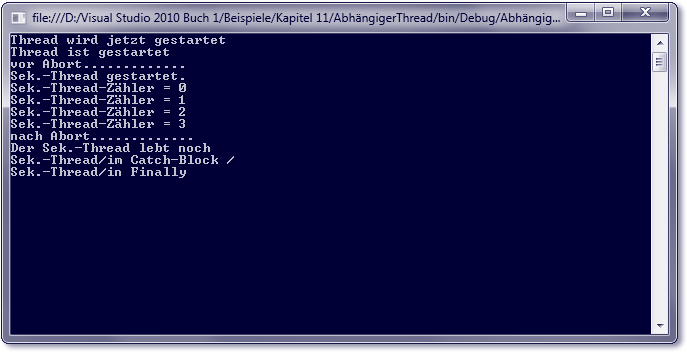 file:///D:/Visual Studio 2010 Buch 1/Beispiele/Kapitel 11/AbhängigerThread/bin/Debug/Abhängig...
Thread wird jetzt gestartet
Thread ist gestartet
vor Abort.............
Sek.-Thread gestartet.
Sek.-Thread-Zähler = 0
Sek.-Thread-Zähler = 1
Sek.-Thread-Zähler = 2
Sek.-Thread-Zähler = 3
nach Abort.............
Der Sek.-Thread lebt noch
Sek.-Thread/im Catch-Block /
Sek.-Thread/in Finally